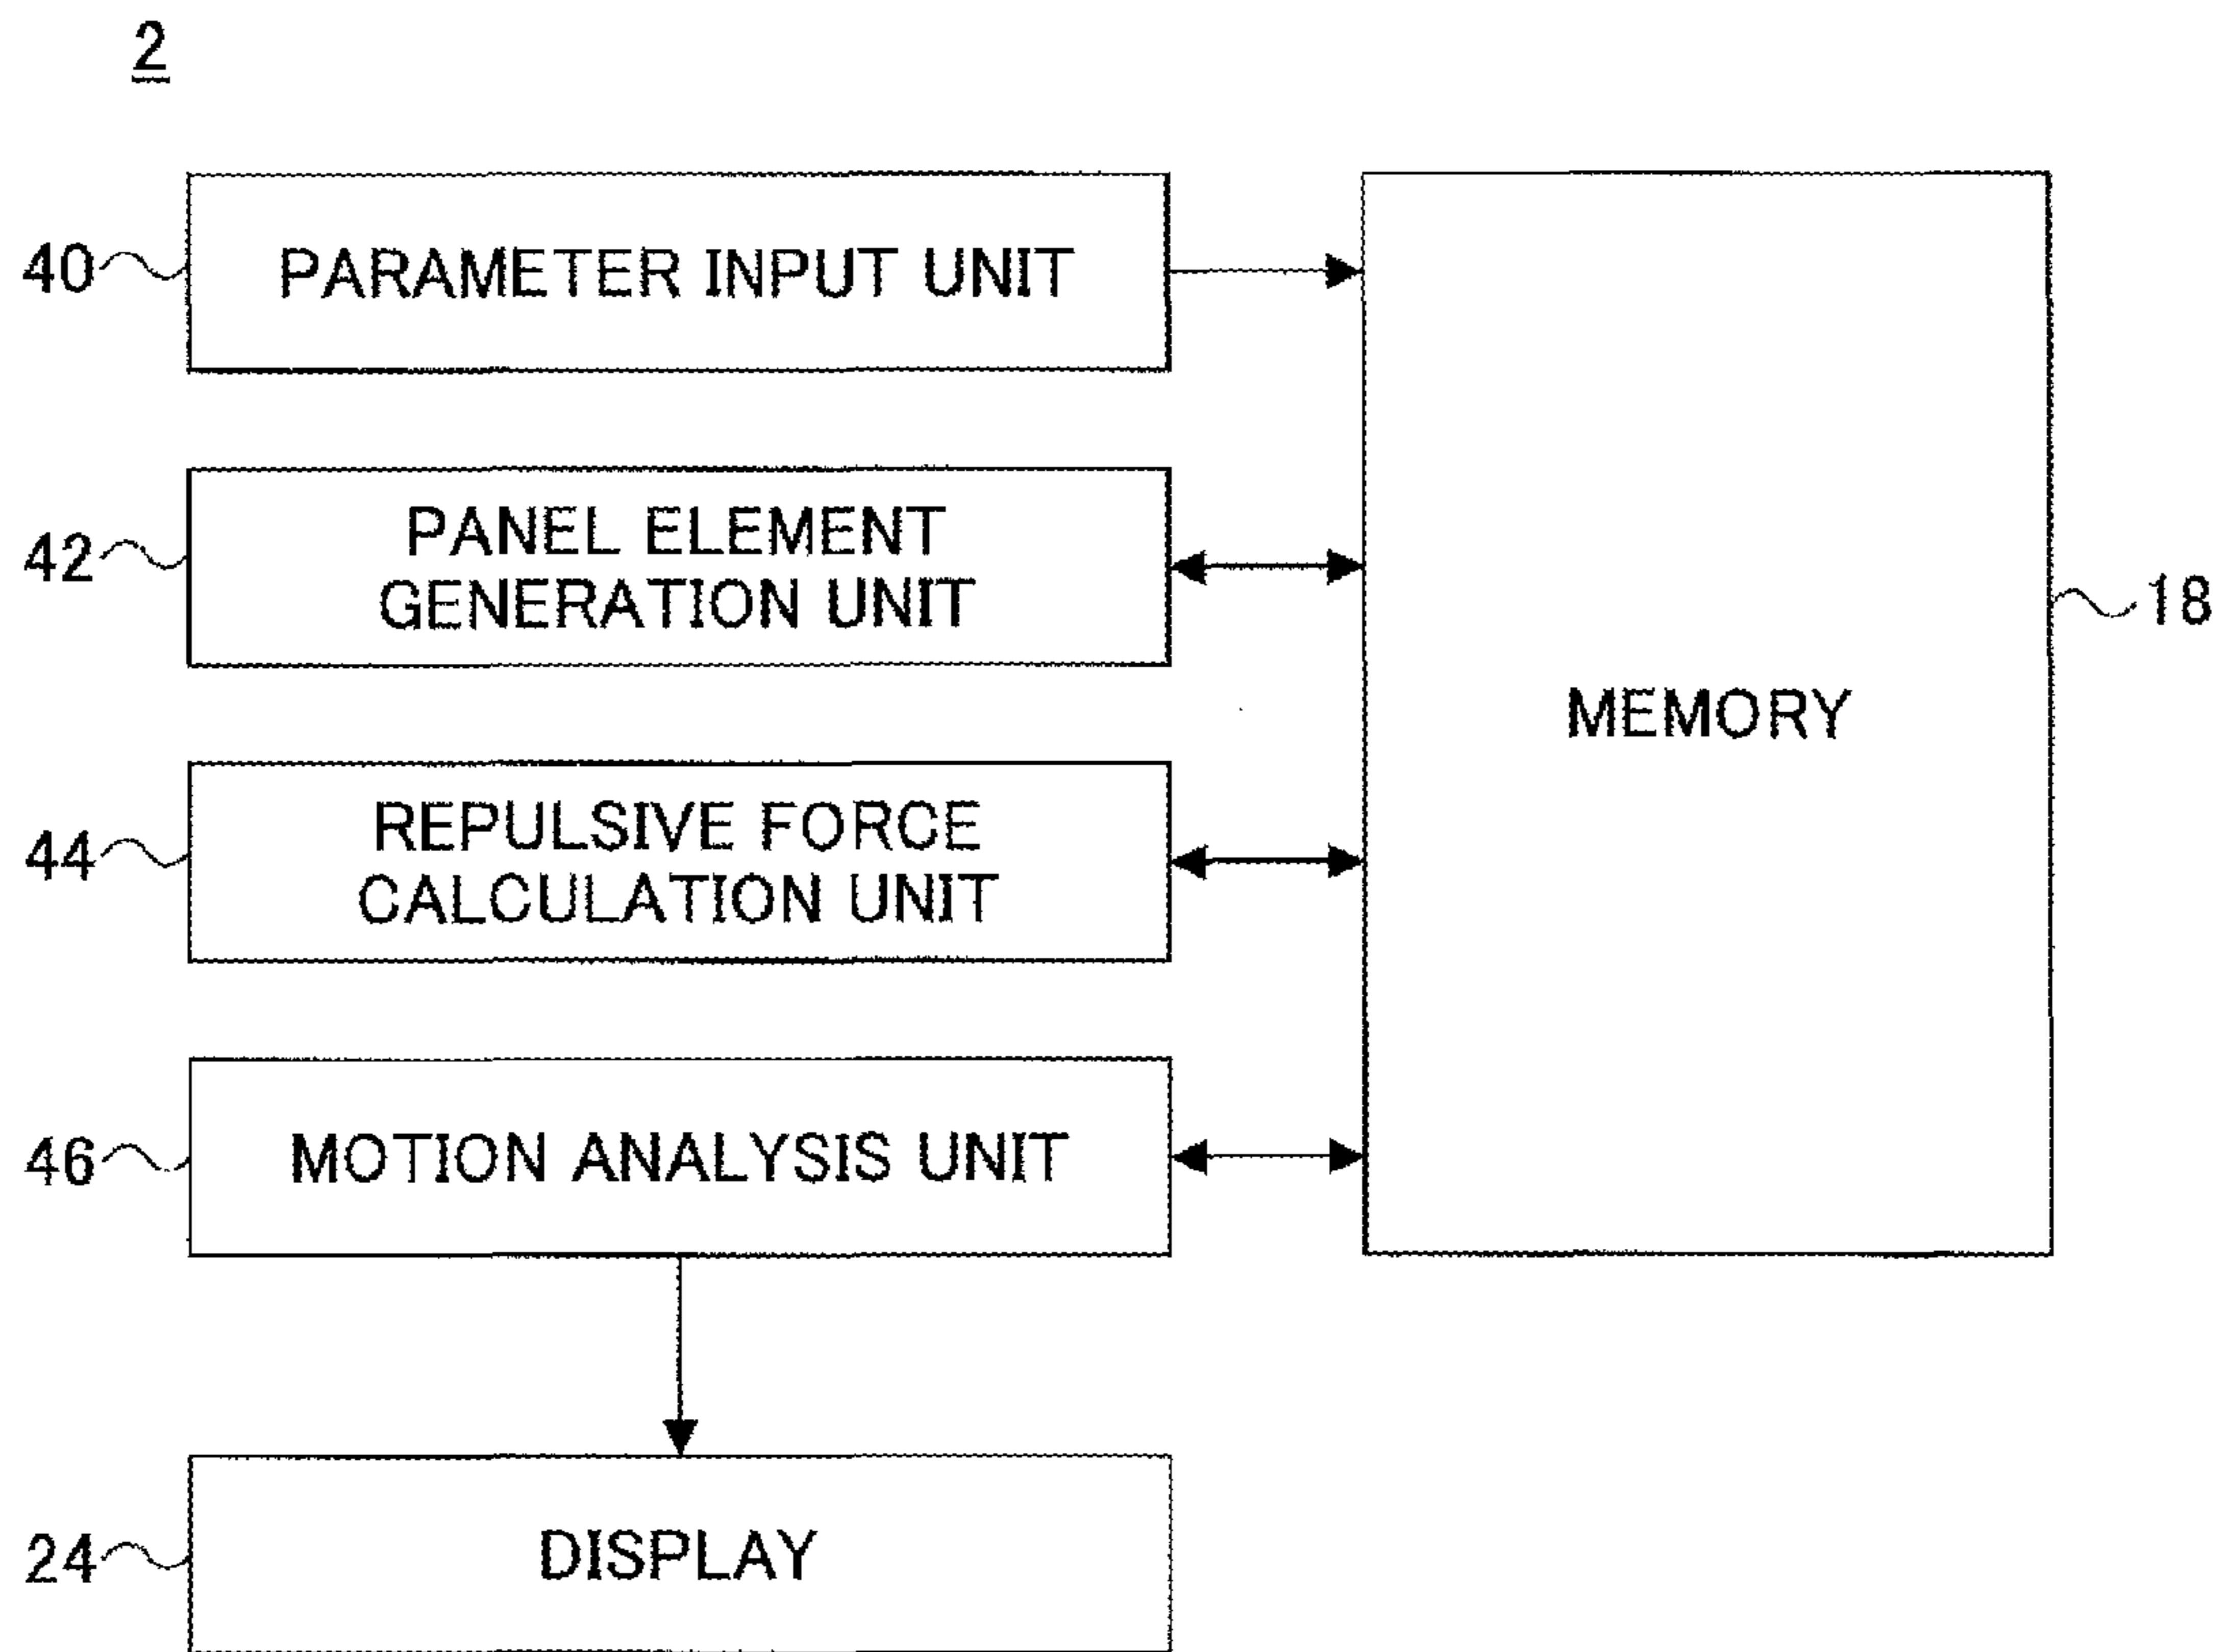 2
40
PARAMETER INPUT UNIT
42
PANEL ELEMENT
GENERATION UNIT
18
MEMORY
44
REPULSIVE FORCE
CALCULATION UNIT
46
MOTION ANALYSIS UNIT
24
DISPLAY